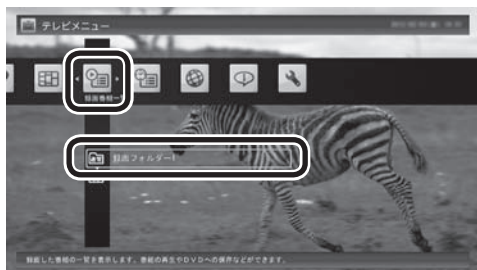 テレビメニュー
録画番組一覧
録画フォルダー1
録画した番組の一覧を表示します。番組の再生やDVDへの保存などができます。